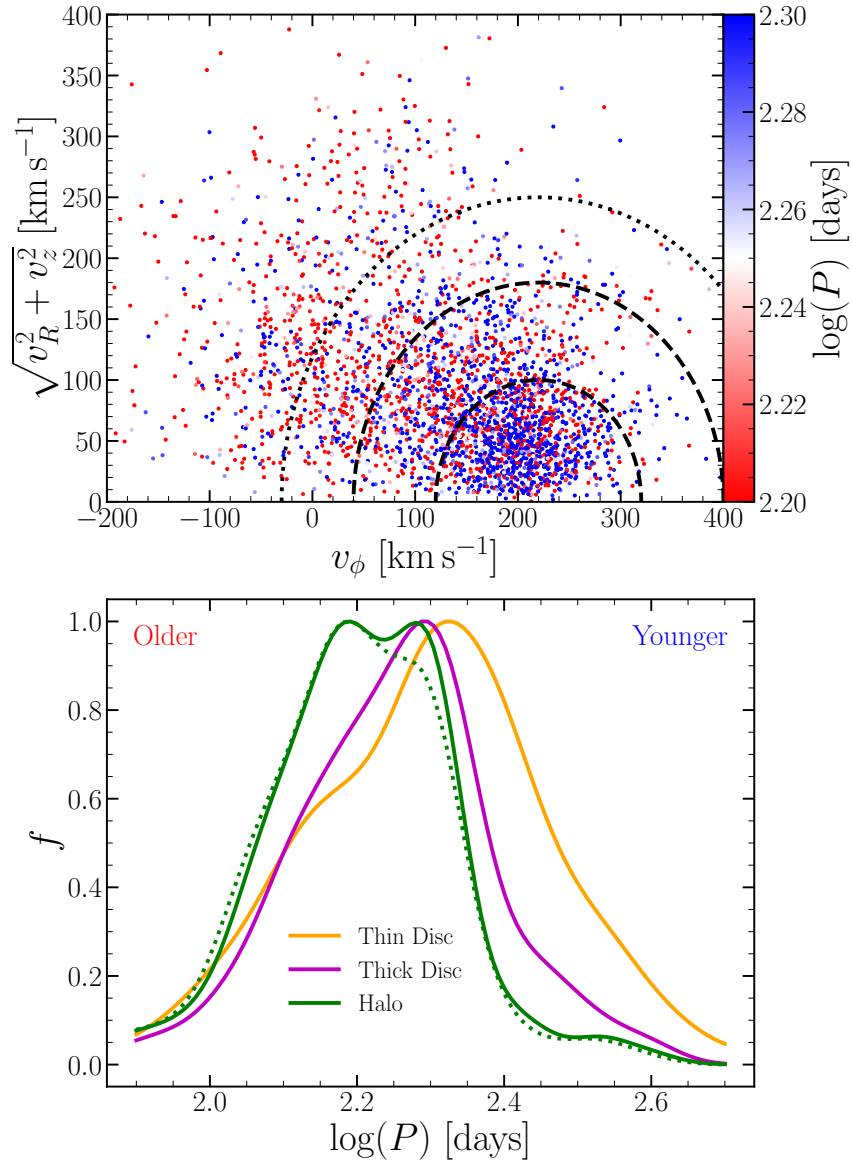 400
350
300
250
200
150
100
50
0
√v_R^2 + v_z^2 [km s^−1]
−200 −100 0 100 200 300 400
v_ϕ [km s^−1]
2.30
2.28
2.26
2.24
2.22
2.20
log(P) [days]
Older
Younger
1.0
0.8
0.6
0.4
0.2
0.0
f
Thin Disc
Thick Disc
Halo
2.0 2.2 2.4 2.6
log(P) [days]